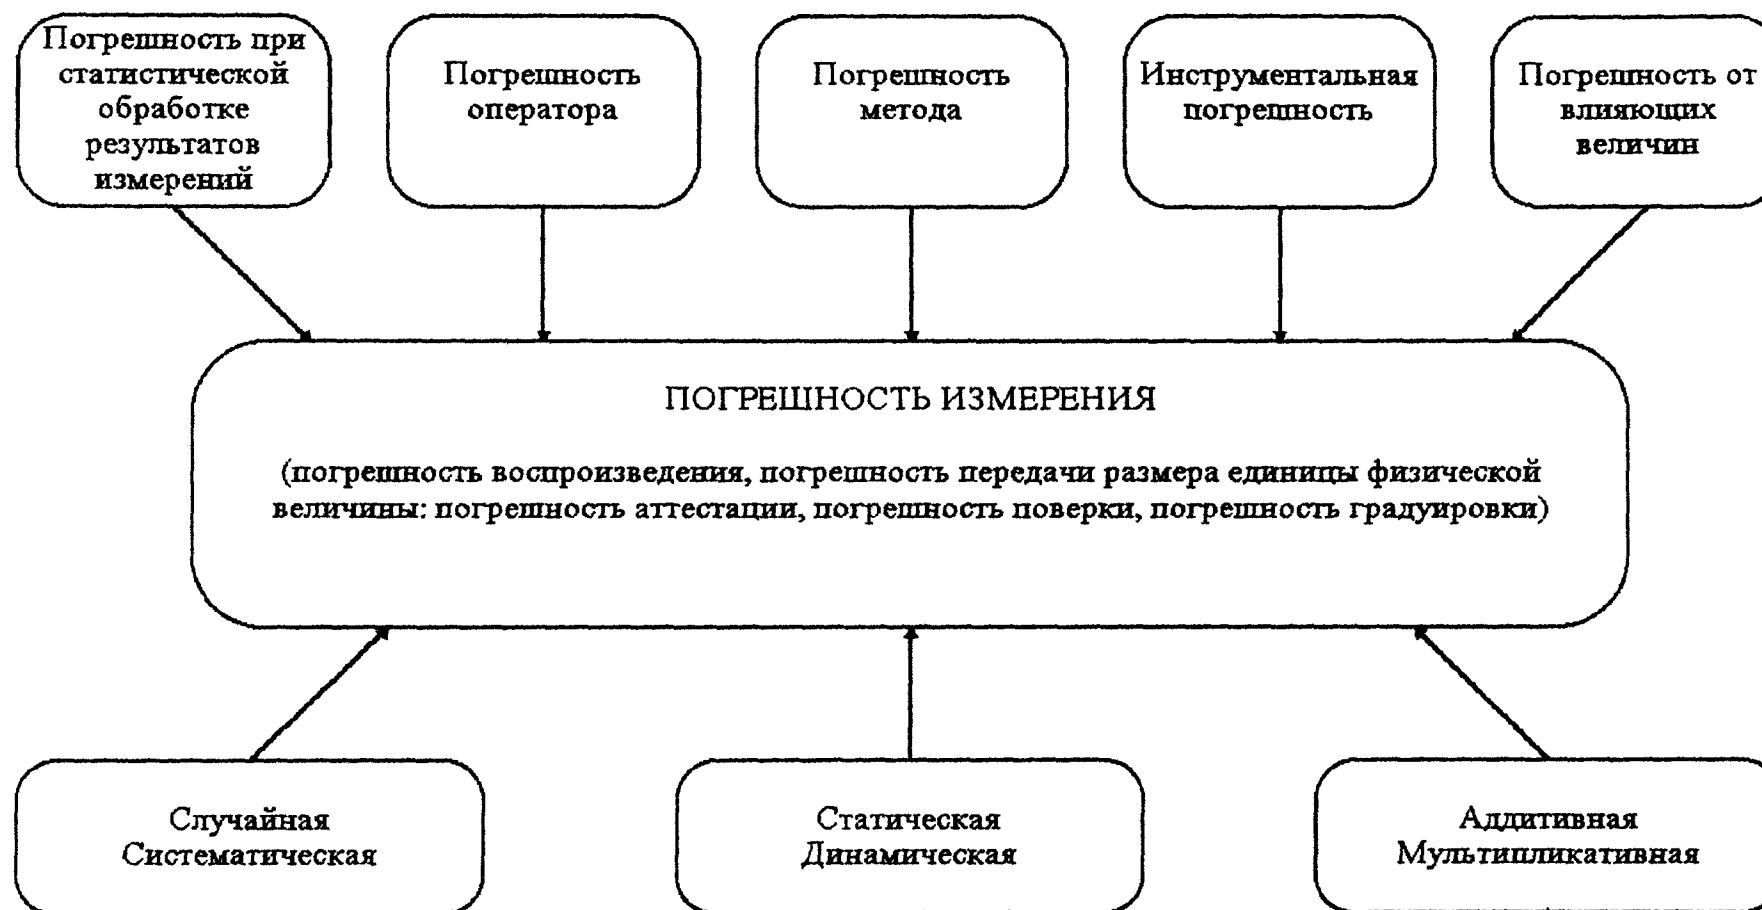 Погрешность при
статистической
обработке
результатов
измерений
Погрешность
оператора
Погрешность
метода
Инструментальная
погрешность
Погрешность от
влияющих
величин
ПОГРЕШНОСТЬ ИЗМЕРЕНИЯ
(погрешность воспроизведения, погрешность передачи размера единицы физической
величины: погрешность аттестации, погрешность поверки, погрешность градуировки)
Случайная
Систематическая
Статическая
Динамическая
Аддитивная
Мультипликативная